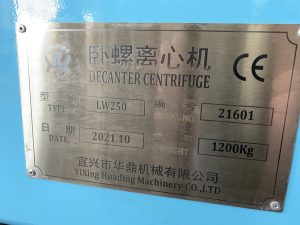 卧螺离心机
DECANTER CENTRIFUGE
CE
型 号 编 号
TYPE LW250 21601
日 期
DATE 2021.10 1200Kg
宜兴市华鼎机械有限公司
YiXing Huading Machinery CO.,LTD